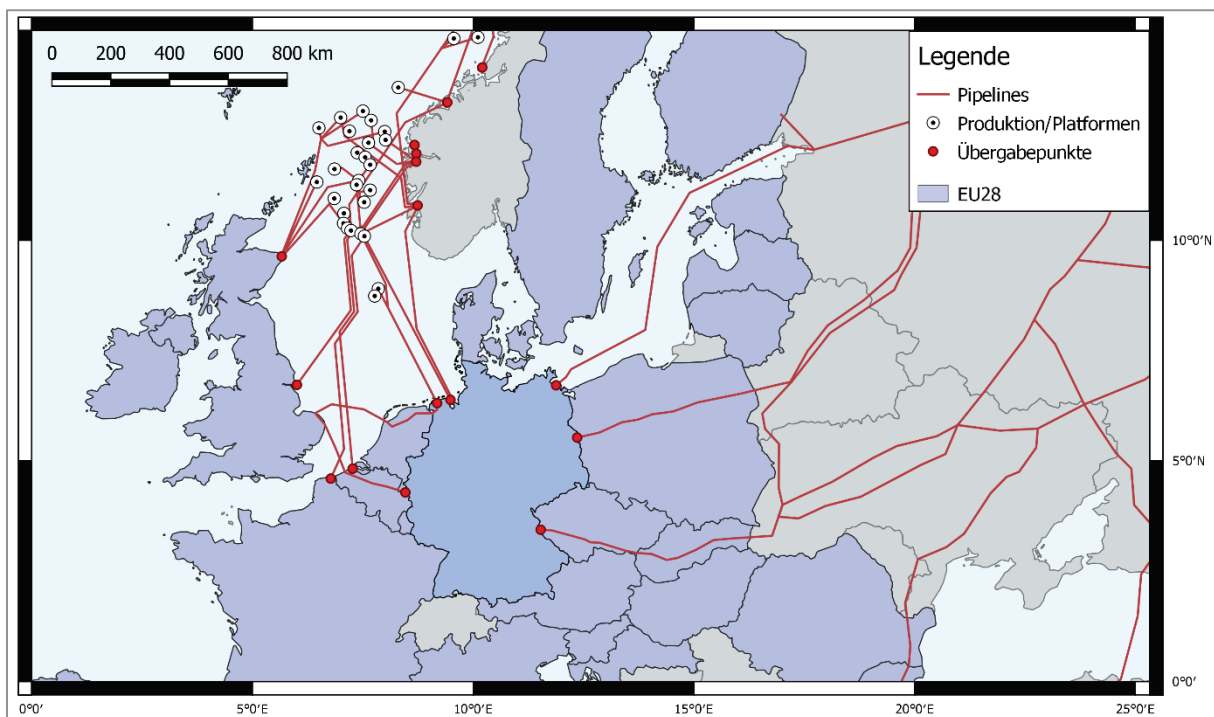 0 200 400 600 800 km
Legende
Pipelines
Produktion/Platformen
Übergabepunkte
EU28
10°0′N
5°0′N
0°0′
0°0′ 5°0′E 10°0′E 15°0′E 20°0′E 25°0′E